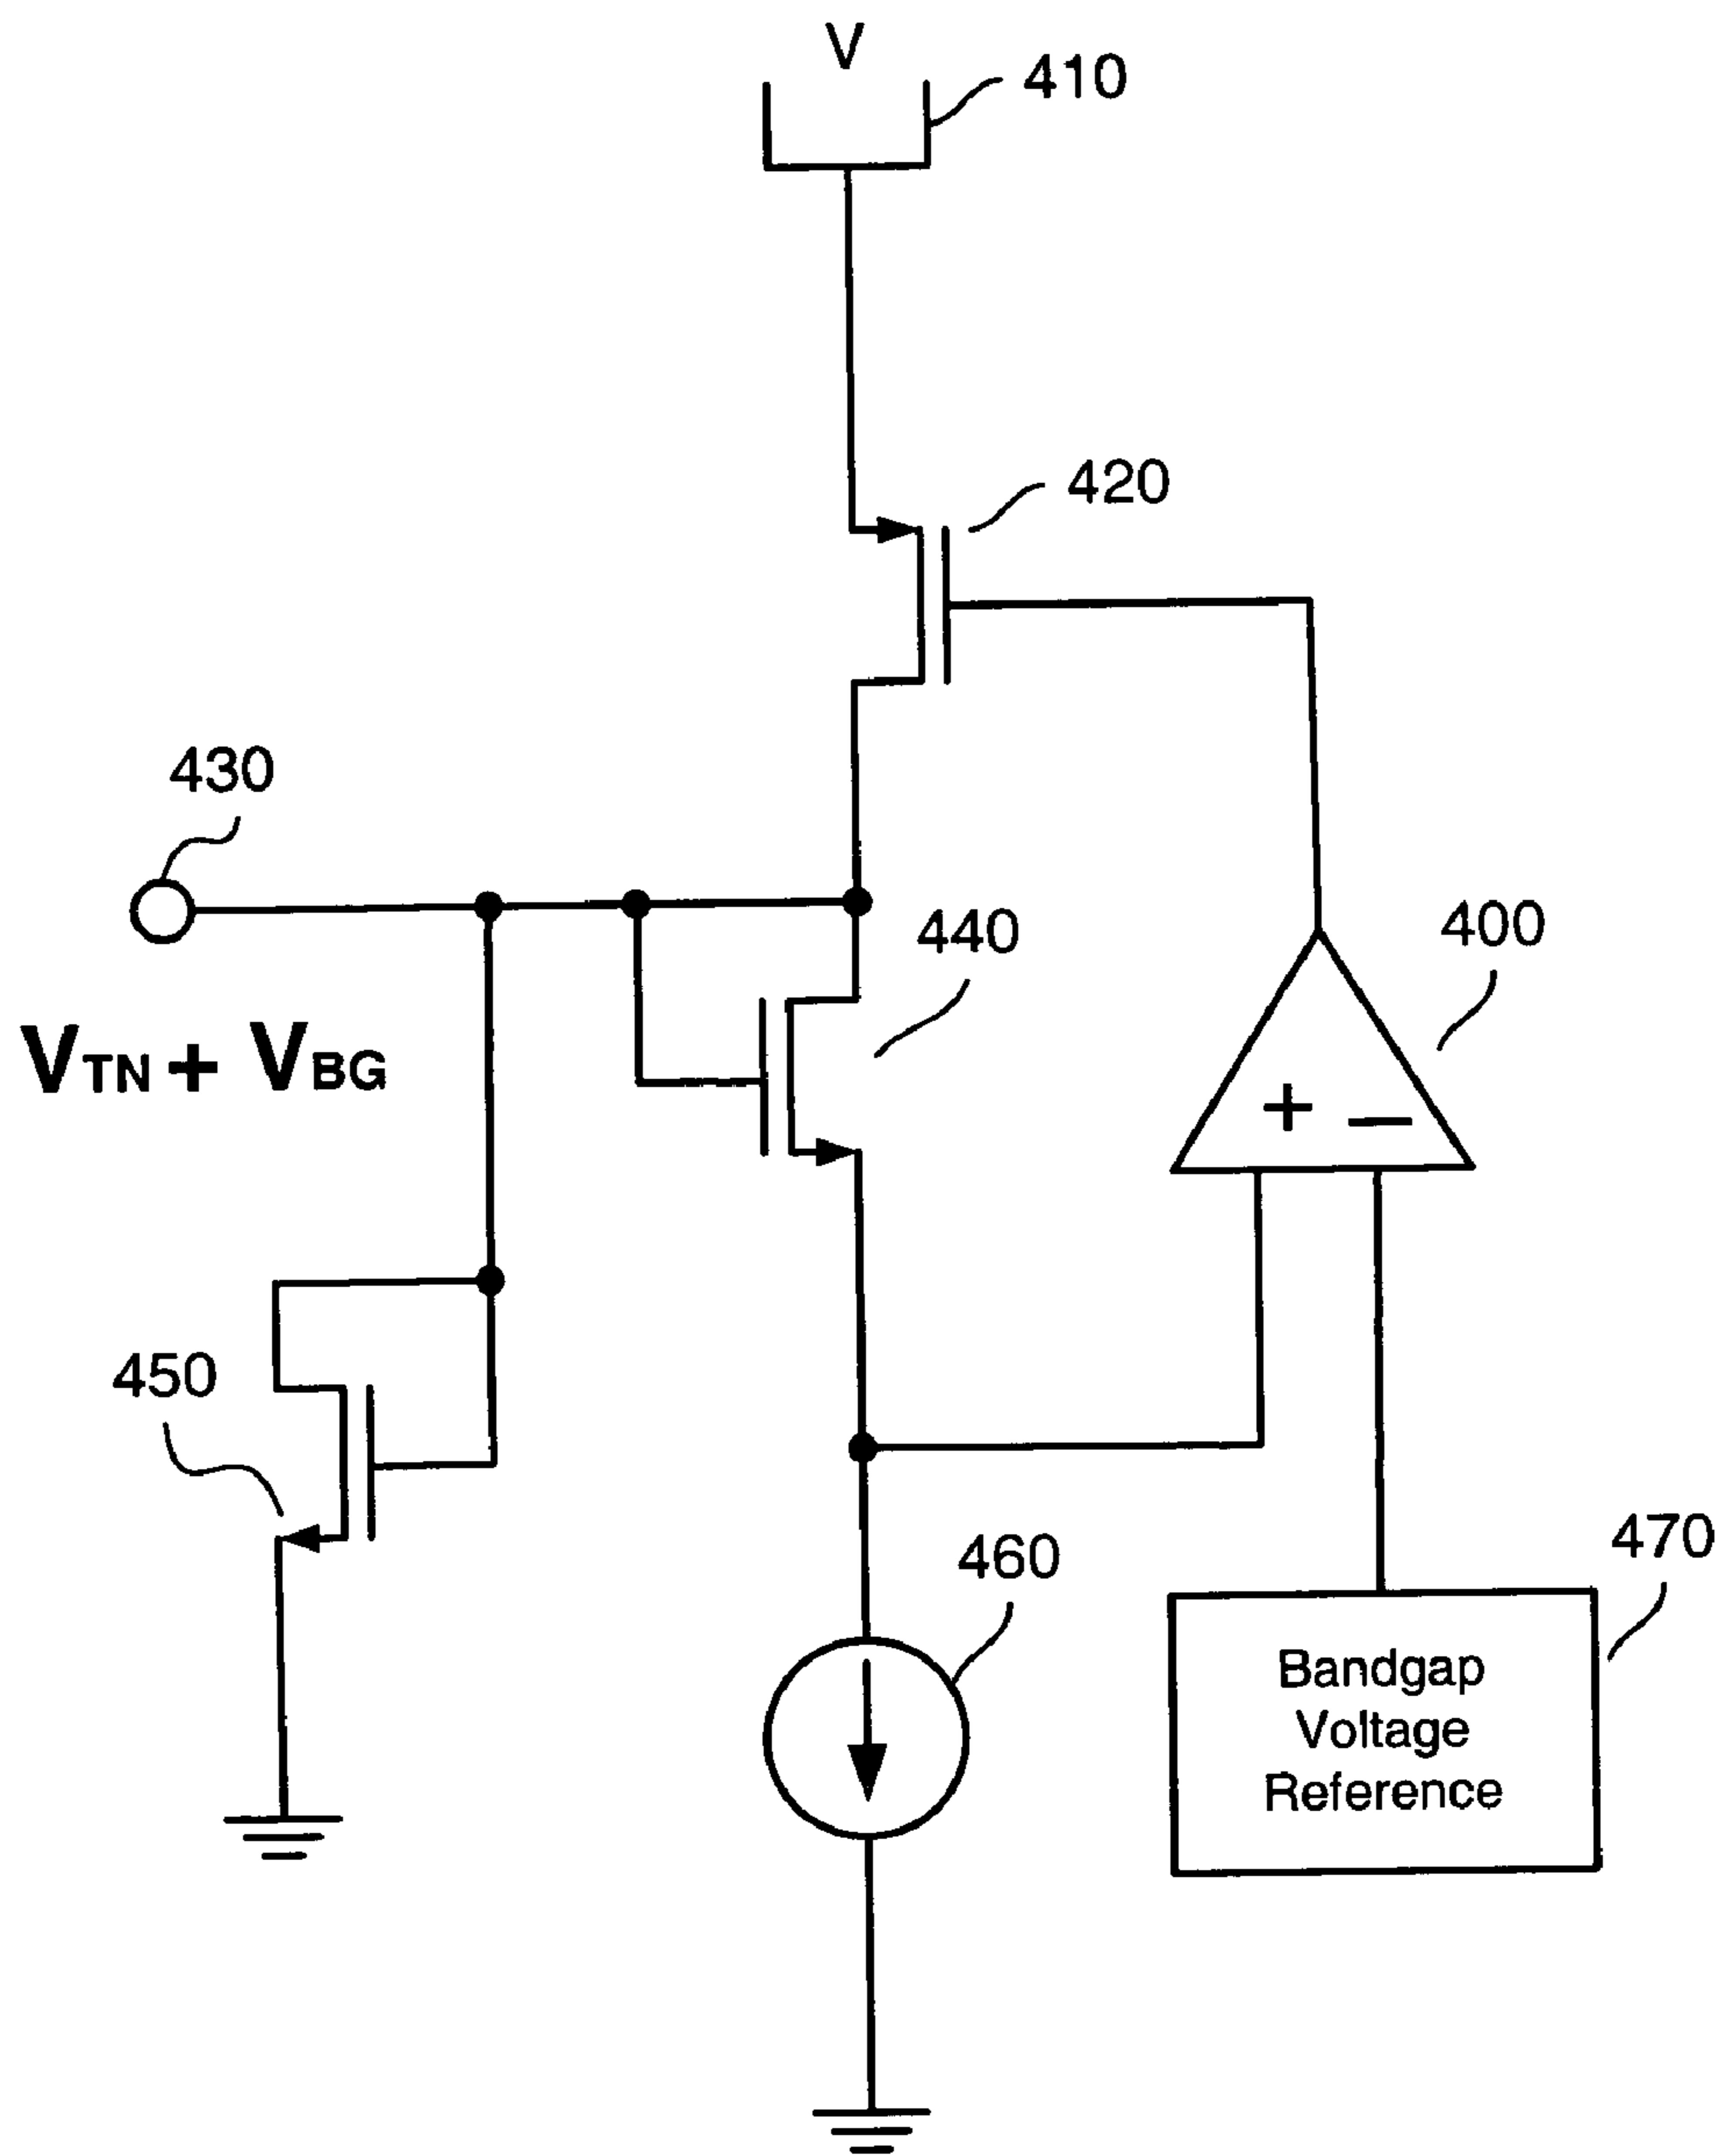 V
410
420
430
440
400
VTN + VBG
+ −
450
460
470
Bandgap
Voltage
Reference